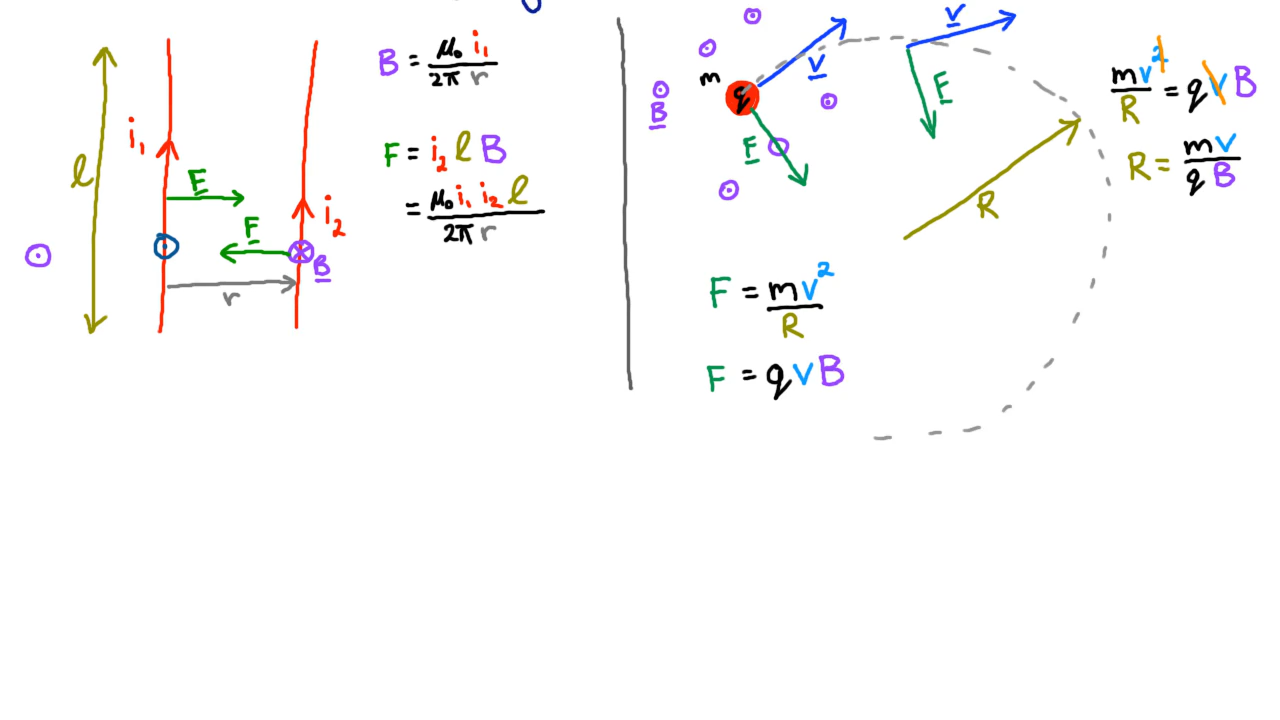 B = μ₀ i₁ / 2π r
F = i₂ l B
= μ₀ i₁ i₂ l / 2π r
l
i₁
F
F
i₂
B
r
m
q
v
v
B
F
F
R
mv² / R = qvB
R = mv / qB
F = mv² / R
F = qvB